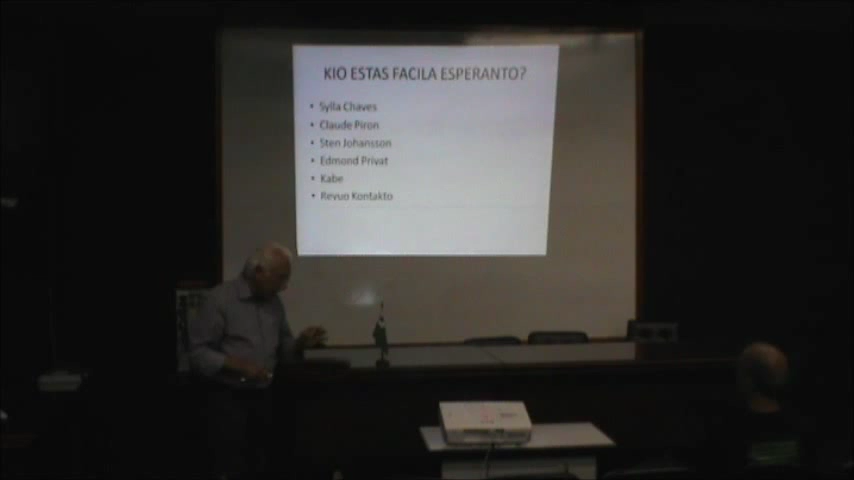 KIO ESTAS FACILA ESPERANTO?
• Sylla Chaves
• Claude Piron
• Sten Johansson
• Edmond Privat
• Kabe
• Revuo Kontakto